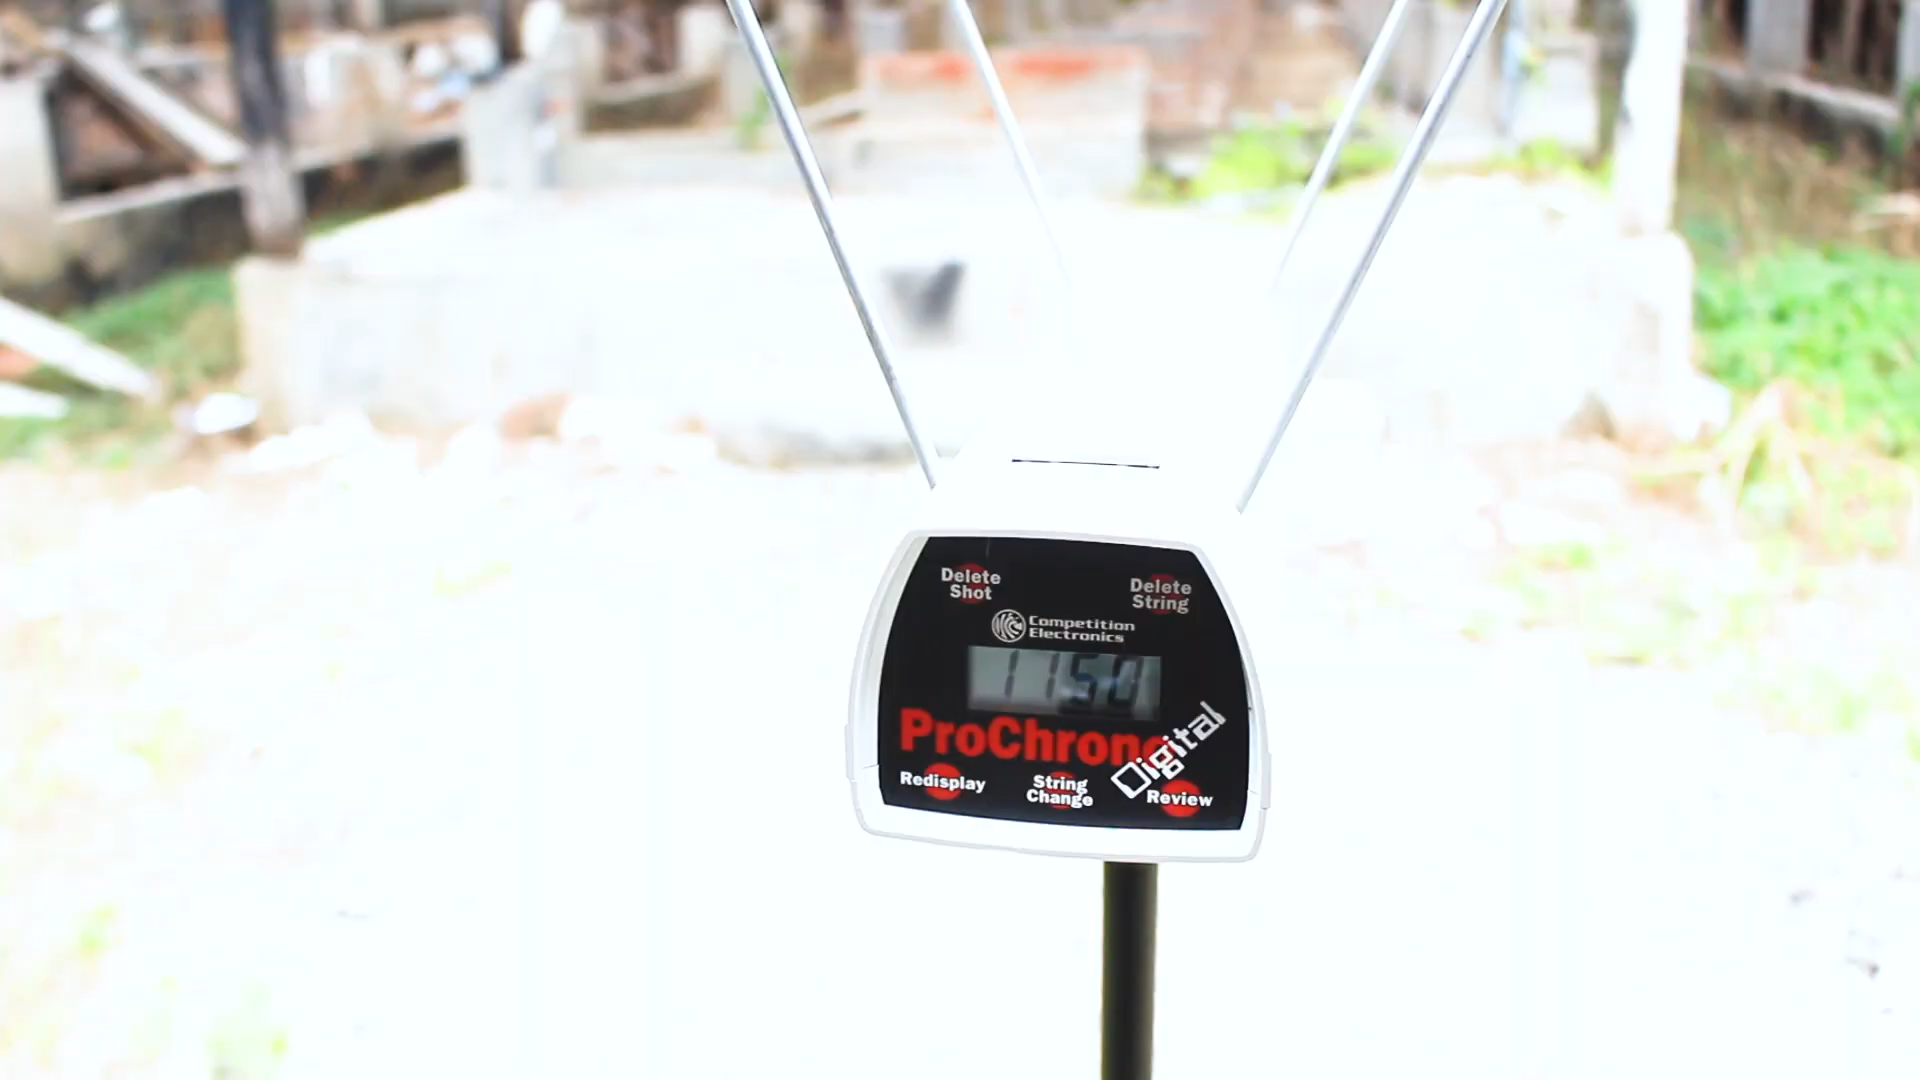 Delete
Shot
Delete
String
Competition
Electronics
1150
ProChrono
Digital
Redisplay
String
Change
Review